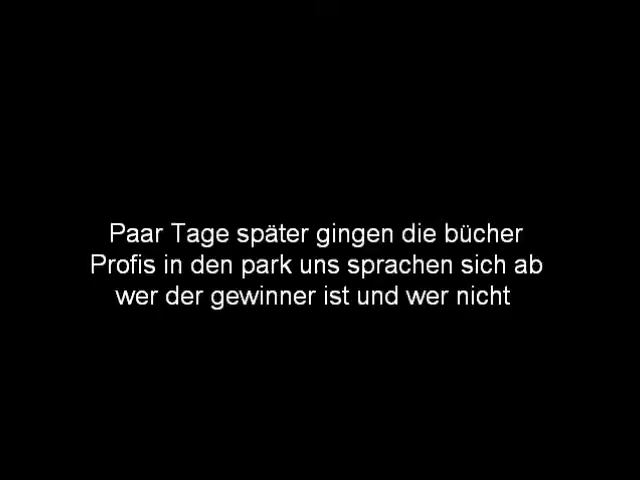 Paar Tage später gingen die bücher
Profis in den park uns sprachen sich ab
wer der gewinner ist und wer nicht